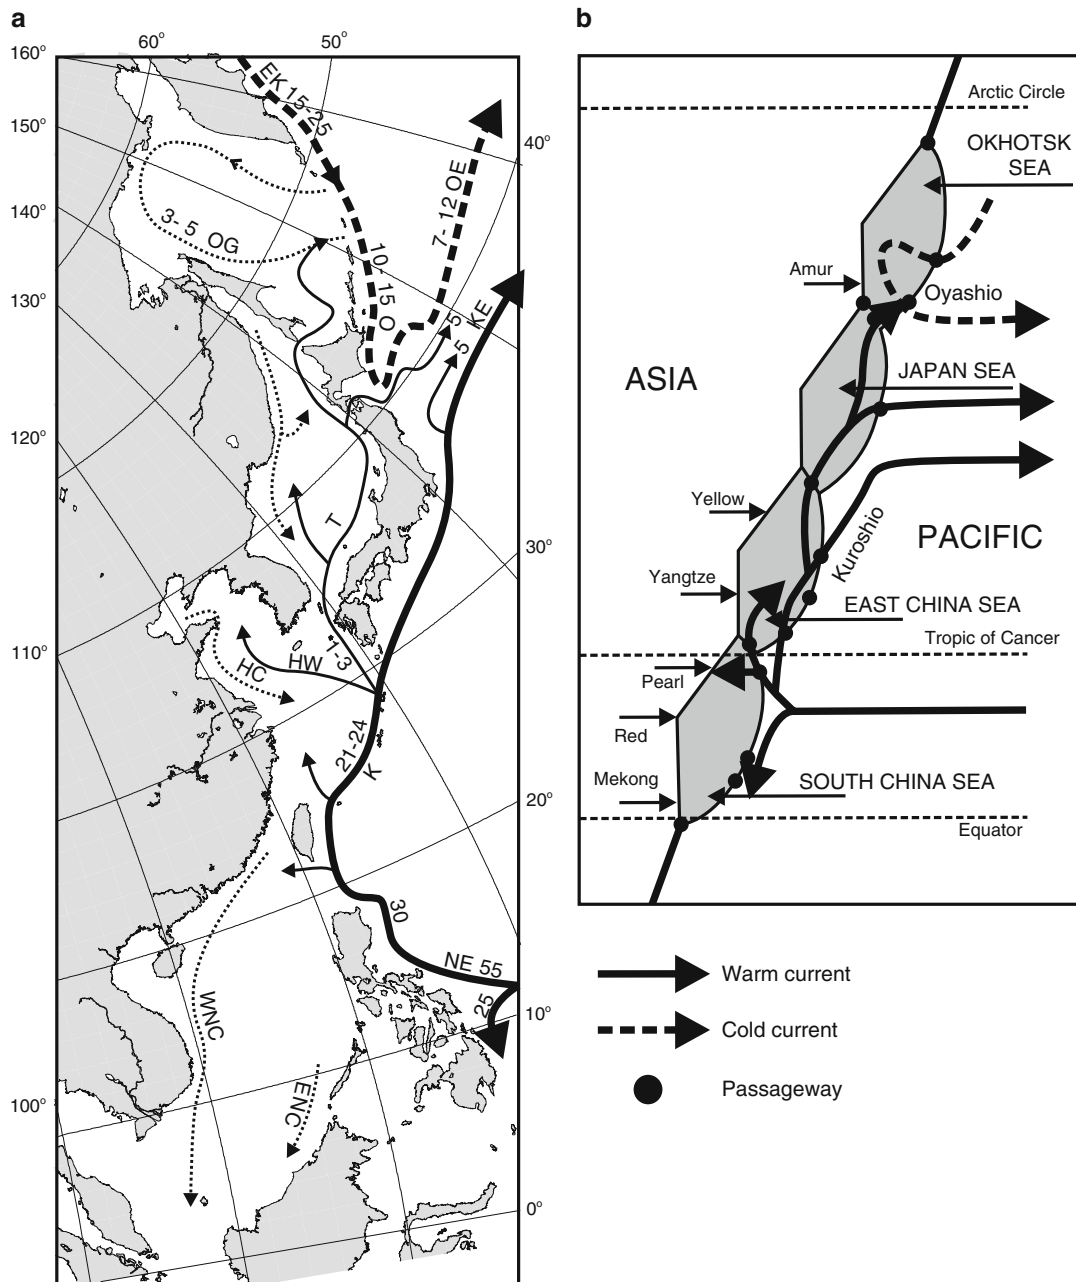 a
60°
50°
160°
150°
140°
130°
120°
110°
100°
40°
30°
20°
10°
0°
EK 15-25
3-5 OG
10-15 O
7-12 OE
5
5
KE
T
1-3
HW
HC
21-24
K
30
NE 55
25
WNC
ENC
b
Arctic Circle
OKHOTSK
SEA
Amur
Oyashio
ASIA
JAPAN SEA
Yellow
Kuroshio
PACIFIC
Yangtze
EAST CHINA SEA
Tropic of Cancer
Pearl
Red
Mekong
SOUTH CHINA SEA
Equator
Warm current
Cold current
Passageway